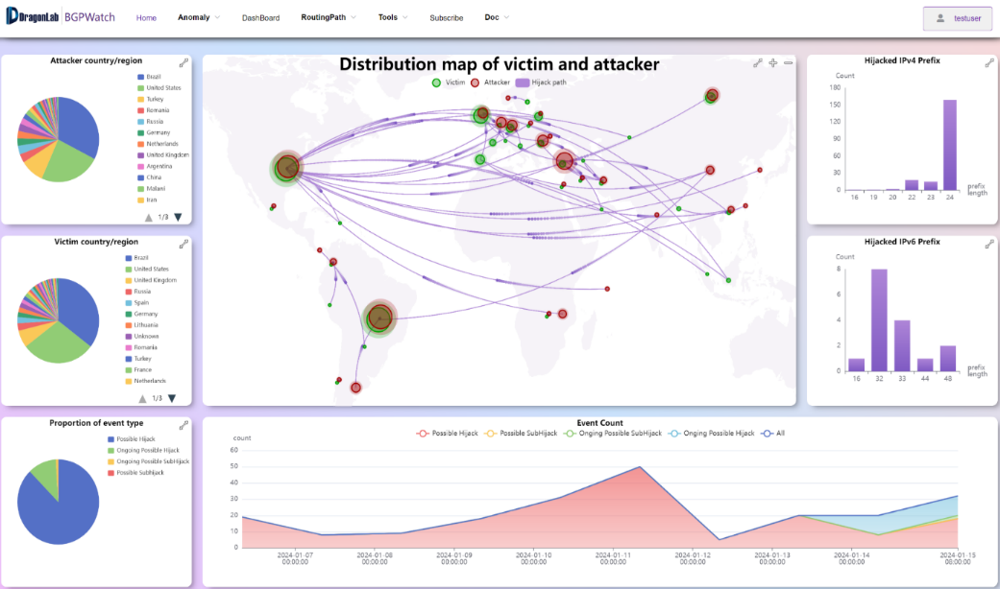 DragonLab BGPWatch Home Anomaly DashBoard RoutingPath Tools Subscribe Doc testuser
Attacker country/region
Brazil
United States
Turkey
Romania
Russia
Germany
Netherlands
United Kingdom
Argentina
China
Malawi
Iran
1/3
Victim country/region
Brazil
United States
United Kingdom
Russia
Spain
Germany
Lithuania
Unknown
Romania
Turkey
France
Netherlands
1/3
Proportion of event type
Possible Hijack
Ongoing Possible Hijack
Ongoing Possible SubHijack
Possible SubHijack
Distribution map of victim and attacker
Victim Attacker Hijack path
Hijacked IPv4 Prefix
Count
180
150
120
90
60
30
0
16 19 20 22 23 24
prefix
length
Hijacked IPv6 Prefix
Count
8
6
4
2
0
16 32 33 44 48
prefix
length
Event Count
Possible Hijack Possible SubHijack Onging Possible SubHijack Onging Possible Hijack All
count
60
50
40
30
20
10
0
2024-01-07 2024-01-08 2024-01-09 2024-01-10 2024-01-11 2024-01-12 2024-01-13 2024-01-14 2024-01-15
00:00:00 00:00:00 00:00:00 00:00:00 00:00:00 00:00:00 00:00:00 00:00:00 08:00:00